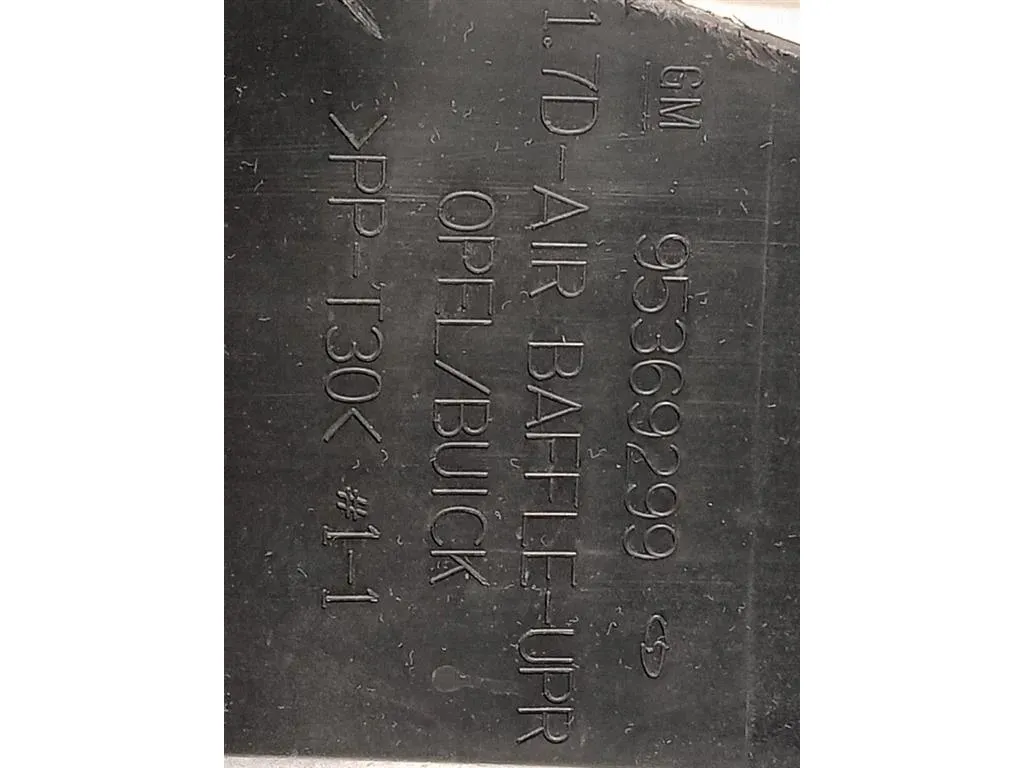 GM
95369299
1.7D-AIR BAFFLE-UPR
OPEL/BUICK
>PP-T30< #1-1